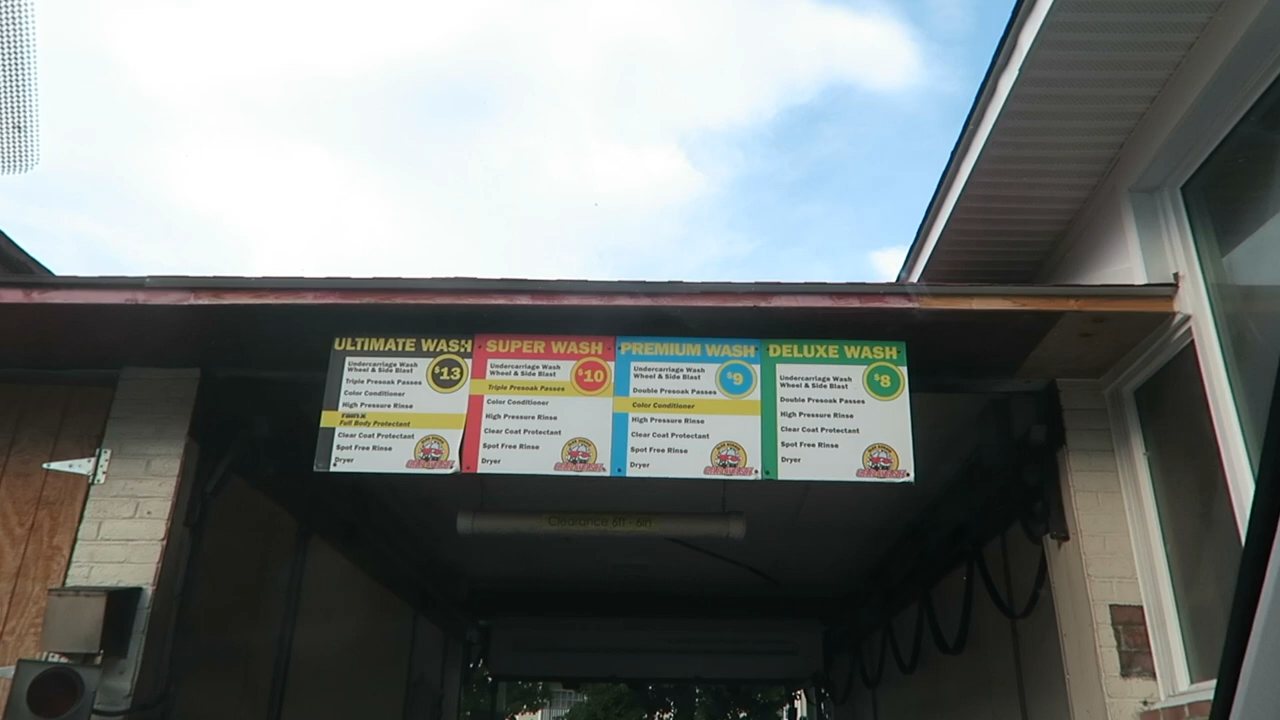 ULTIMATE WASH
$13
Undercarriage Wash
Wheel & Side Blast
Triple Presoak Passes
Color Conditioner
High Pressure Rinse
Full Body Protectant
Clear Coat Protectant
Spot Free Rinse
Dryer
SUPER WASH
$10
Undercarriage Wash
Wheel & Side Blast
Triple Presoak Passes
Color Conditioner
High Pressure Rinse
Clear Coat Protectant
Spot Free Rinse
Dryer
PREMIUM WASH
$9
Undercarriage Wash
Wheel & Side Blast
Double Presoak Passes
Color Conditioner
High Pressure Rinse
Clear Coat Protectant
Spot Free Rinse
Dryer
DELUXE WASH
$8
Undercarriage Wash
Wheel & Side Blast
Double Presoak Passes
High Pressure Rinse
Clear Coat Protectant
Spot Free Rinse
Dryer
Clearance 6ft - 6in